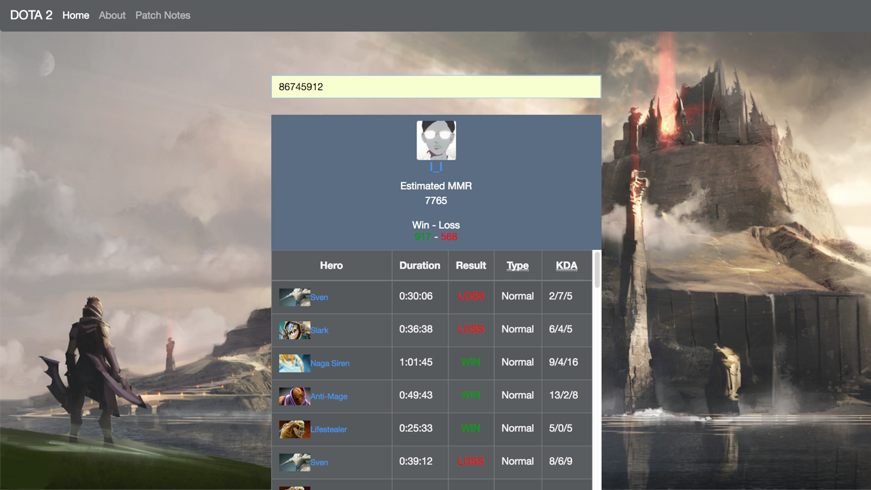 DOTA 2 Home About Patch Notes
86745912
|_|
Estimated MMR
7765
Win - Loss
- 568
Hero Duration Result Type KDA
Sven 0:30:06 LOSS Normal 2/7/5
Slark 0:36:38 LOSS Normal 6/4/5
Naga Siren 1:01:45 WIN Normal 9/4/16
Anti-Mage 0:49:43 WIN Normal 13/2/8
Lifestealer 0:25:33 WIN Normal 5/0/5
Sven 0:39:12 LOSS Normal 8/6/9